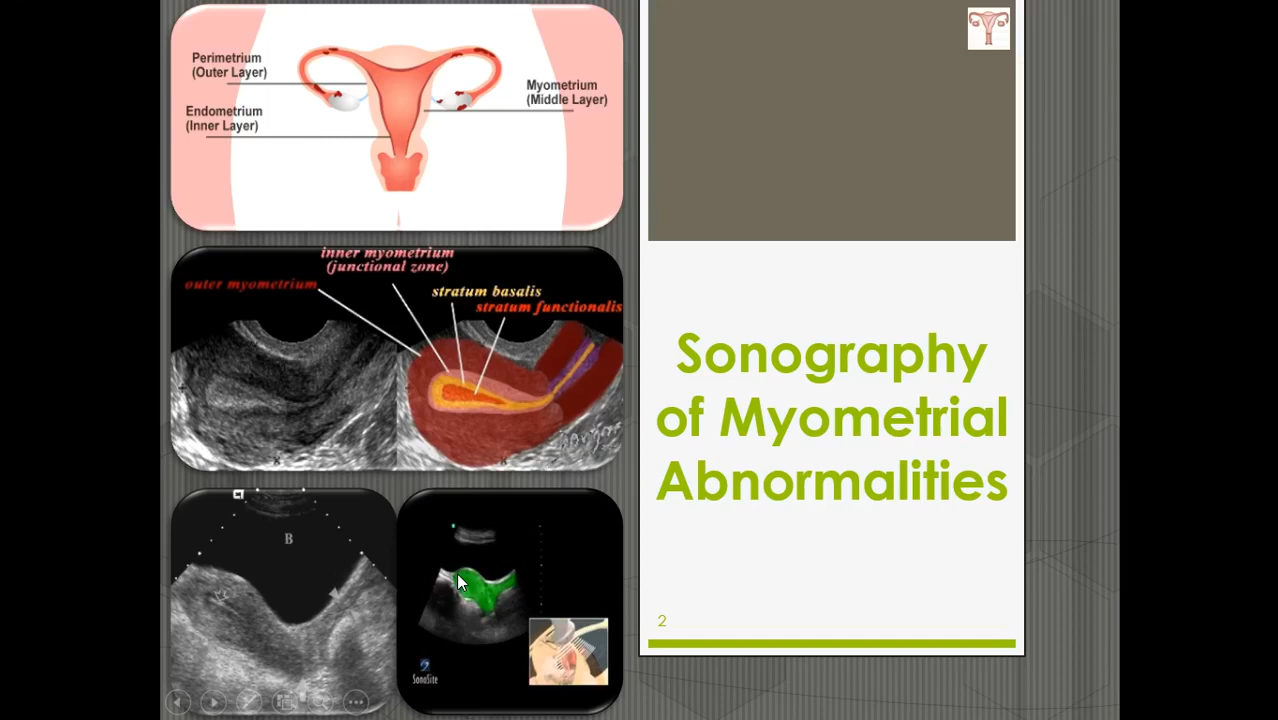 Perimetrium
(Outer Layer)
Endometrium
(Inner Layer)
Myometrium
(Middle Layer)
inner myometrium
(junctional zone)
outer myometrium
stratum basalis
stratum functionalis
B
SonoSite
Sonography
of Myometrial
Abnormalities
2